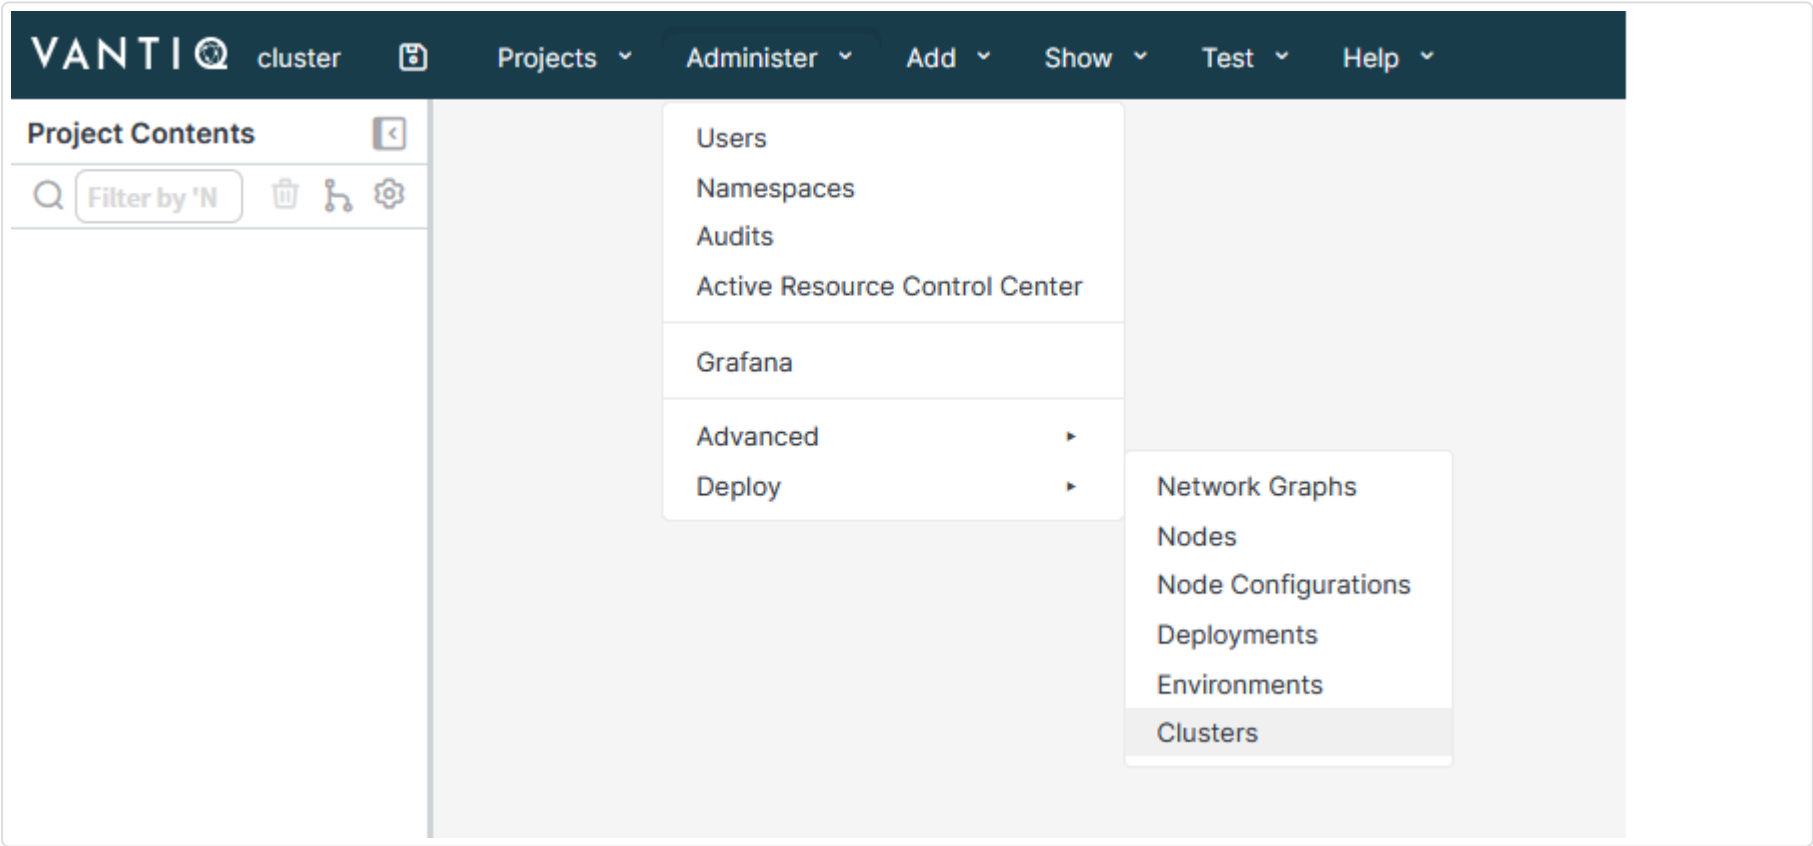 VANTIQ cluster Projects Administer Add Show Test Help
Project Contents
Filter by 'N
Users
Namespaces
Audits
Active Resource Control Center
Grafana
Advanced
Deploy
Network Graphs
Nodes
Node Configurations
Deployments
Environments
Clusters